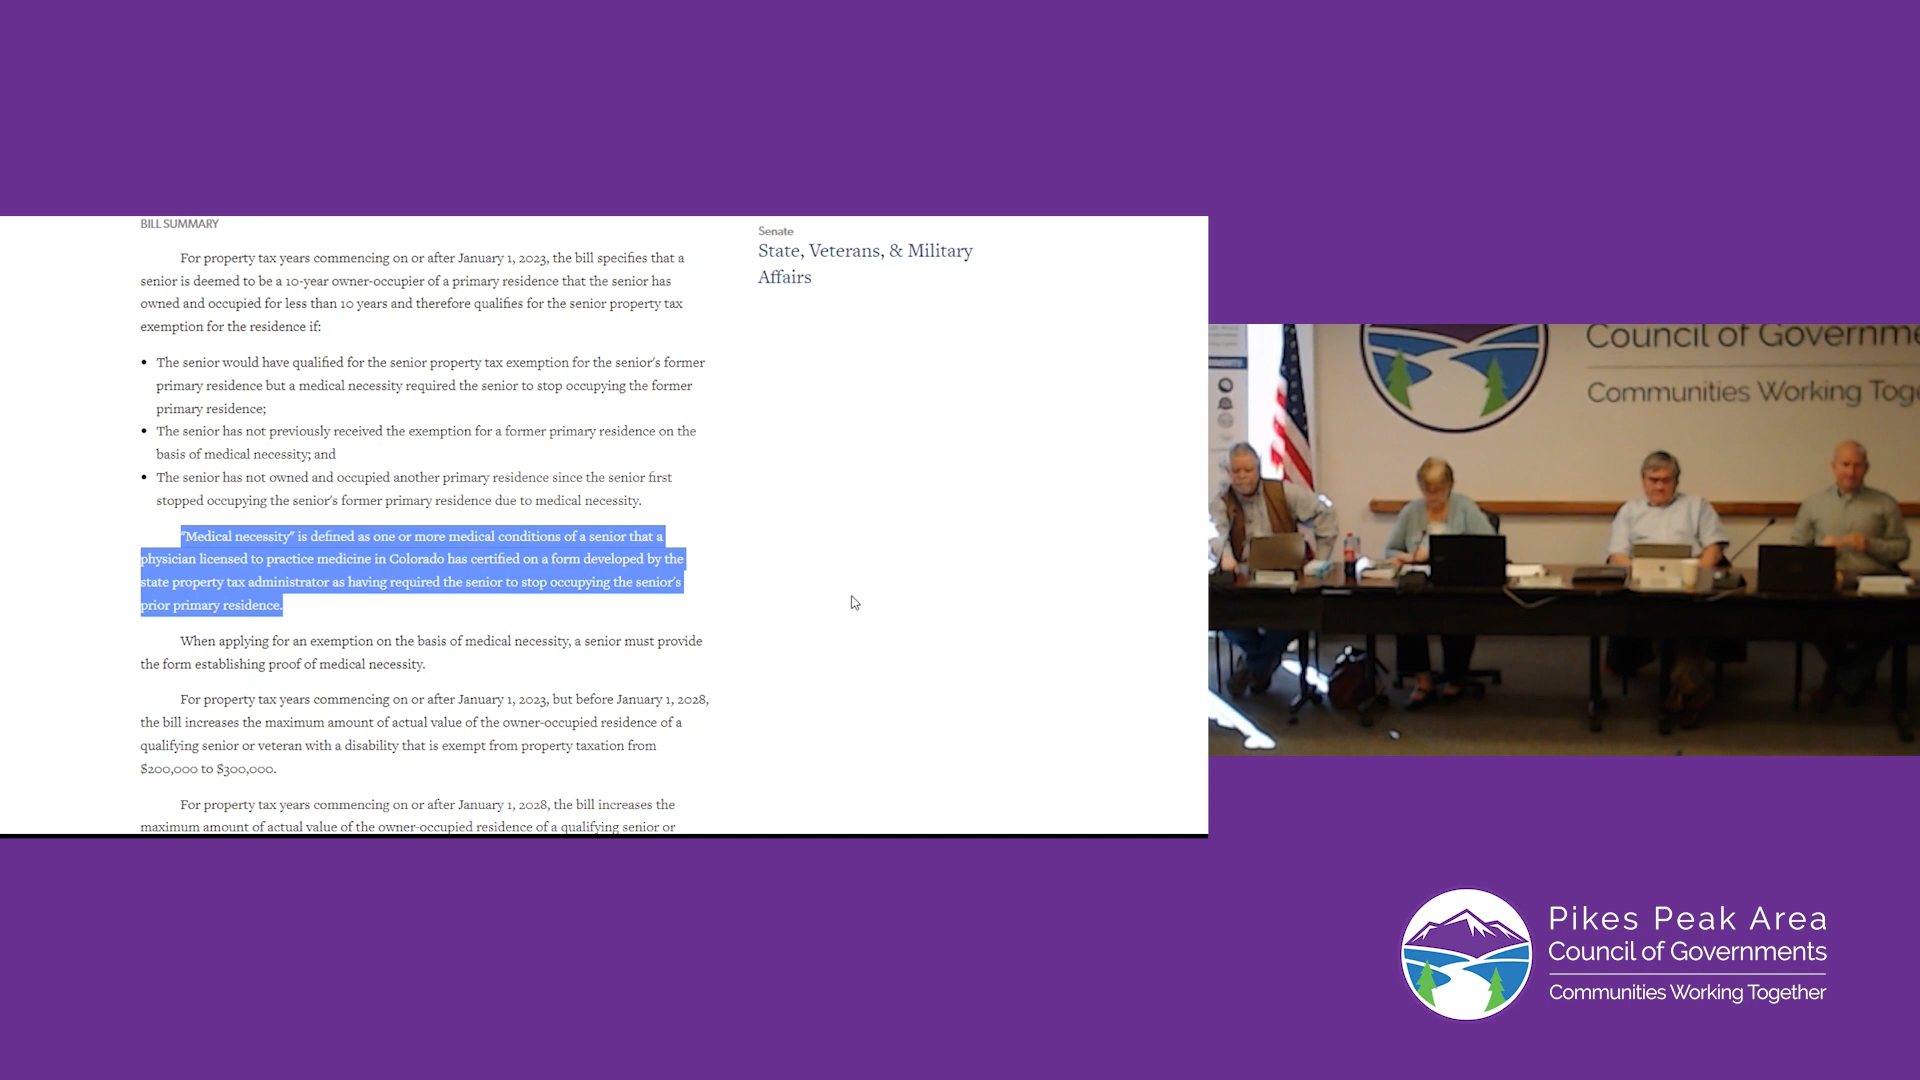 BILL SUMMARY
For property tax years commencing on or after January 1, 2023, the bill specifies that a
senior is deemed to be a 10-year owner-occupier of a primary residence that the senior has
owned and occupied for less than 10 years and therefore qualifies for the senior property tax
exemption for the residence if:
• The senior would have qualified for the senior property tax exemption for the senior's former
primary residence but a medical necessity required the senior to stop occupying the former
primary residence;
• The senior has not previously received the exemption for a former primary residence on the
basis of medical necessity; and
• The senior has not owned and occupied another primary residence since the senior first
stopped occupying the senior's former primary residence due to medical necessity.
"Medical necessity" is defined as one or more medical conditions of a senior that a
physician licensed to practice medicine in Colorado has certified on a form developed by the
state property tax administrator as having required the senior to stop occupying the senior's
prior primary residence.
When applying for an exemption on the basis of medical necessity, a senior must provide
the form establishing proof of medical necessity.
For property tax years commencing on or after January 1, 2023, but before January 1, 2028,
the bill increases the maximum amount of actual value of the owner-occupied residence of a
qualifying senior or veteran with a disability that is exempt from property taxation from
$200,000 to $300,000.
For property tax years commencing on or after January 1, 2028, the bill increases the
maximum amount of actual value of the owner-occupied residence of a qualifying senior or
Senate
State, Veterans, & Military
Affairs
Council of Governme
Communities Working Toge
Pikes Peak Area
Council of Governments
Communities Working Together